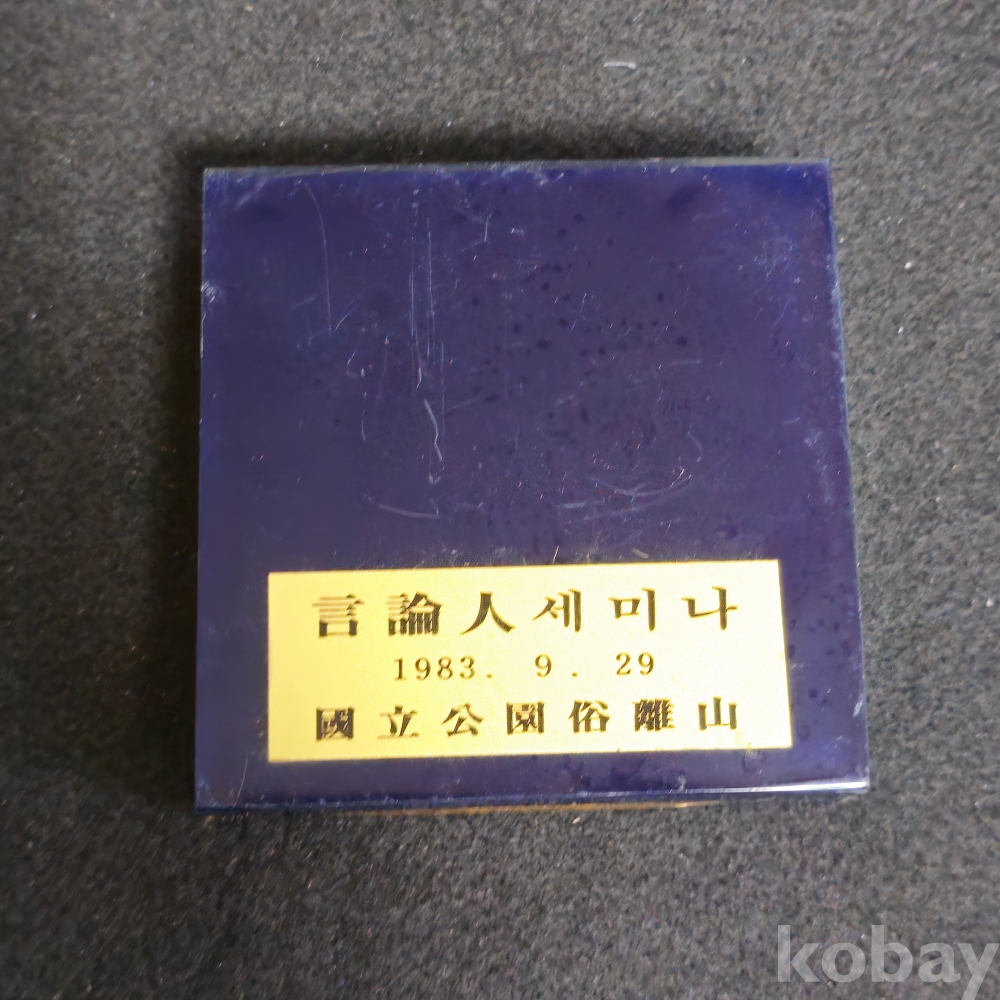 言論人세미나
1983. 9. 29
國立公園俗離山
kobay